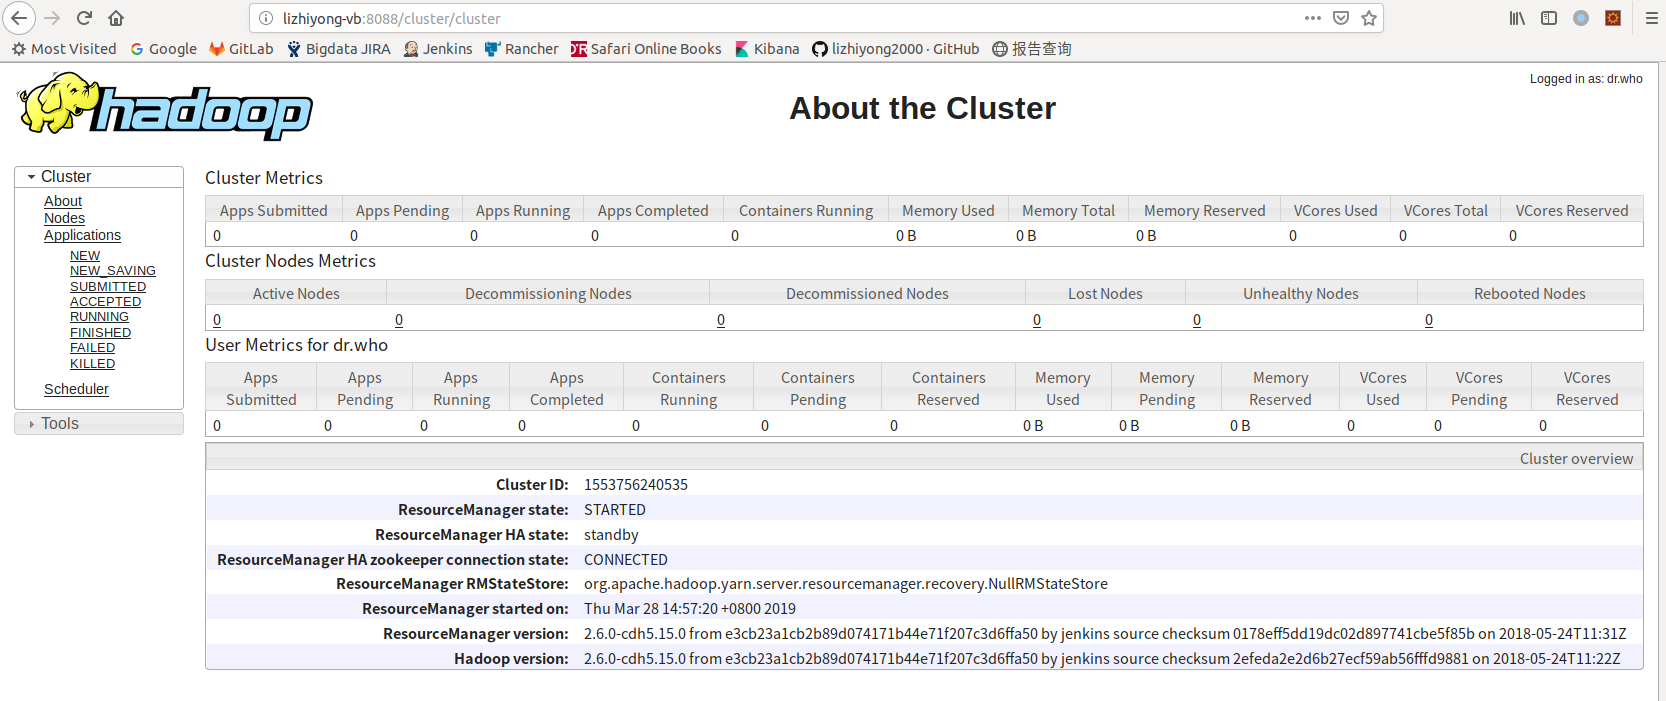 lizhiyong-vb:8088/cluster/cluster
Most Visited Google GitLab Bigdata JIRA Jenkins Rancher Safari Online Books Kibana lizhiyong2000 · GitHub 报告查询
Logged in as: dr.who
hadoop
About the Cluster
Cluster
About
Nodes
Applications
NEW
NEW_SAVING
SUBMITTED
ACCEPTED
RUNNING
FINISHED
FAILED
KILLED
Scheduler
Tools
Cluster Metrics
Apps Submitted Apps Pending Apps Running Apps Completed Containers Running Memory Used Memory Total Memory Reserved VCores Used VCores Total VCores Reserved
0 0 0 0 0 0 B 0 B 0 B 0 0 0
Cluster Nodes Metrics
Active Nodes Decommissioning Nodes Decommissioned Nodes Lost Nodes Unhealthy Nodes Rebooted Nodes
0 0 0 0 0 0
User Metrics for dr.who
Apps Apps Apps Apps Containers Containers Containers Memory Memory Memory VCores VCores VCores
Submitted Pending Running Completed Running Pending Reserved Used Pending Reserved Used Pending Reserved
0 0 0 0 0 0 0 0 B 0 B 0 B 0 0 0
Cluster overview
Cluster ID: 1553756240535
ResourceManager state: STARTED
ResourceManager HA state: standby
ResourceManager HA zookeeper connection state: CONNECTED
ResourceManager RMStateStore: org.apache.hadoop.yarn.server.resourcemanager.recovery.NullRMStateStore
ResourceManager started on: Thu Mar 28 14:57:20 +0800 2019
ResourceManager version: 2.6.0-cdh5.15.0 from e3cb23a1cb2b89d074171b44e71f207c3d6ffa50 by jenkins source checksum 0178eff5dd19dc02d897741cbe5f85b on 2018-05-24T11:31Z
Hadoop version: 2.6.0-cdh5.15.0 from e3cb23a1cb2b89d074171b44e71f207c3d6ffa50 by jenkins source checksum 2efeda2e2d6b27ecf59ab56fffd9881 on 2018-05-24T11:22Z